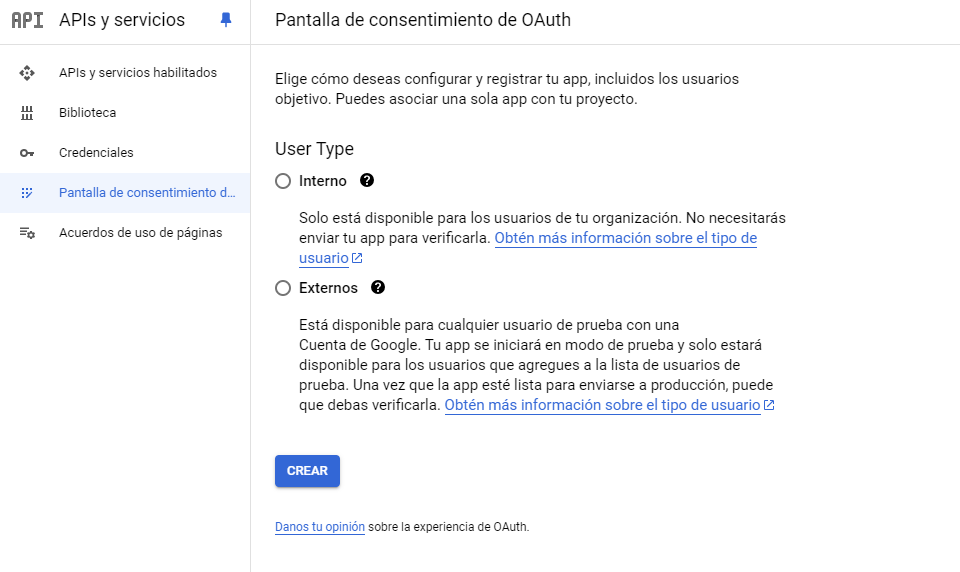 API APIs y servicios
Pantalla de consentimiento de OAuth
APIs y servicios habilitados
Biblioteca
Credenciales
Pantalla de consentimiento d...
Acuerdos de uso de páginas
Elige cómo deseas configurar y registrar tu app, incluidos los usuarios
objetivo. Puedes asociar una sola app con tu proyecto.
User Type
Interno ?
Solo está disponible para los usuarios de tu organización. No necesitarás
enviar tu app para verificarla. Obtén más información sobre el tipo de
usuario
Externos ?
Está disponible para cualquier usuario de prueba con una
Cuenta de Google. Tu app se iniciará en modo de prueba y solo estará
disponible para los usuarios que agregues a la lista de usuarios de
prueba. Una vez que la app esté lista para enviarse a producción, puede
que debas verificarla. Obtén más información sobre el tipo de usuario
CREAR
Danos tu opinión sobre la experiencia de OAuth.